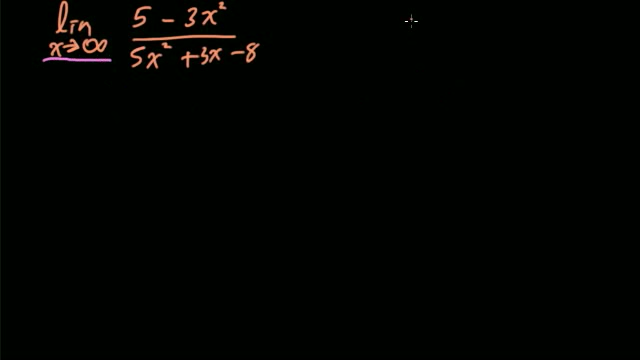 lim x→∞ (5 - 3x²)/(5x² + 3x - 8)